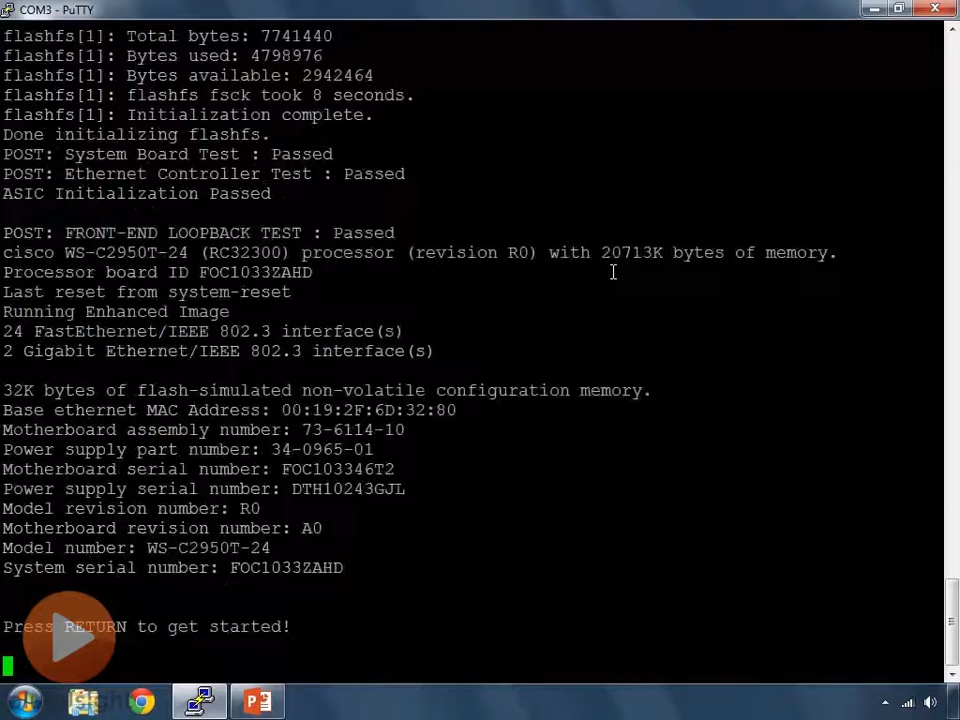 COM3 - PuTTY
flashfs[1]: Total bytes: 7741440
flashfs[1]: Bytes used: 4798976
flashfs[1]: Bytes available: 2942464
flashfs[1]: flashfs fsck took 8 seconds.
flashfs[1]: Initialization complete.
Done initializing flashfs.
POST: System Board Test : Passed
POST: Ethernet Controller Test : Passed
ASIC Initialization Passed
POST: FRONT-END LOOPBACK TEST : Passed
cisco WS-C2950T-24 (RC32300) processor (revision R0) with 20713K bytes of memory.
Processor board ID FOC1033ZAHD
Last reset from system-reset
Running Enhanced Image
24 FastEthernet/IEEE 802.3 interface(s)
2 Gigabit Ethernet/IEEE 802.3 interface(s)
32K bytes of flash-simulated non-volatile configuration memory.
Base ethernet MAC Address: 00:19:2F:6D:32:80
Motherboard assembly number: 73-6114-10
Power supply part number: 34-0965-01
Motherboard serial number: FOC103346T2
Power supply serial number: DTH10243GJL
Model revision number: R0
Motherboard revision number: A0
Model number: WS-C2950T-24
System serial number: FOC1033ZAHD
Press RETURN to get started!